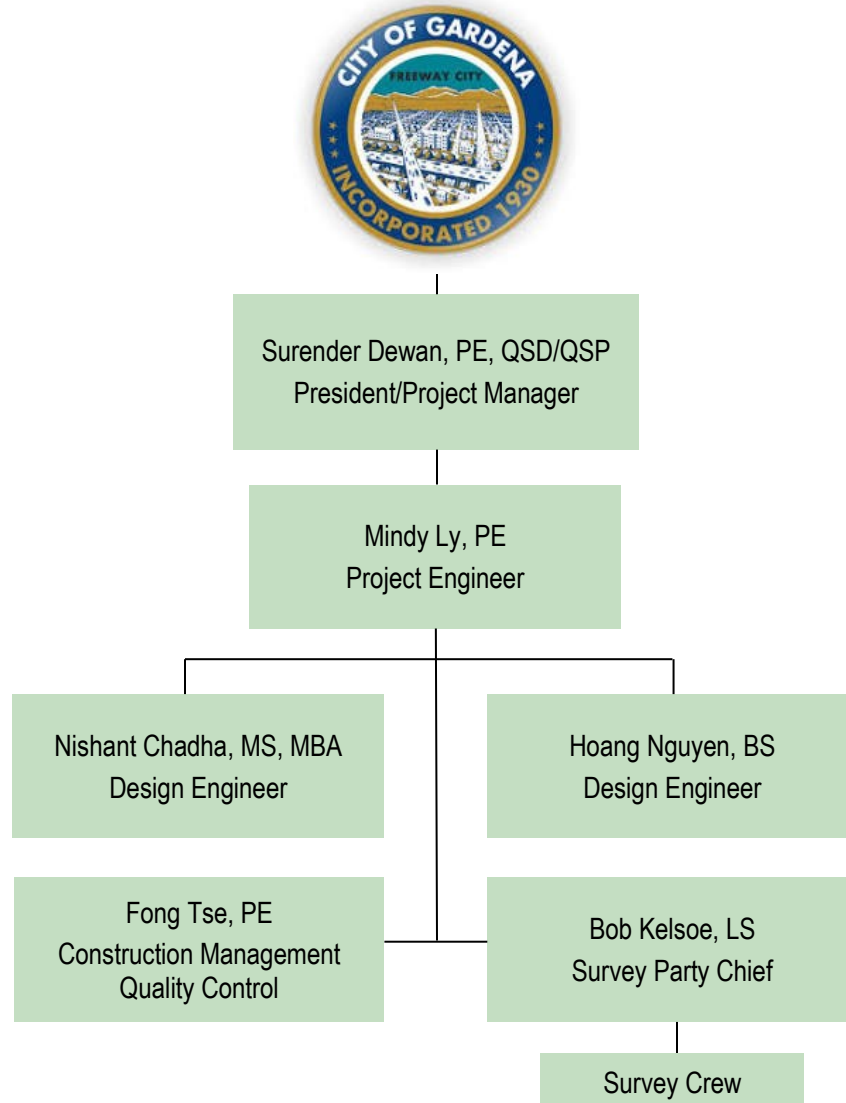 CITY OF GARDENA
FREEWAY CITY
INCORPORATED 1930
Surender Dewan, PE, QSD/QSP
President/Project Manager
Mindy Ly, PE
Project Engineer
Nishant Chadha, MS, MBA
Design Engineer
Hoang Nguyen, BS
Design Engineer
Fong Tse, PE
Construction Management
Quality Control
Bob Kelsoe, LS
Survey Party Chief
Survey Crew